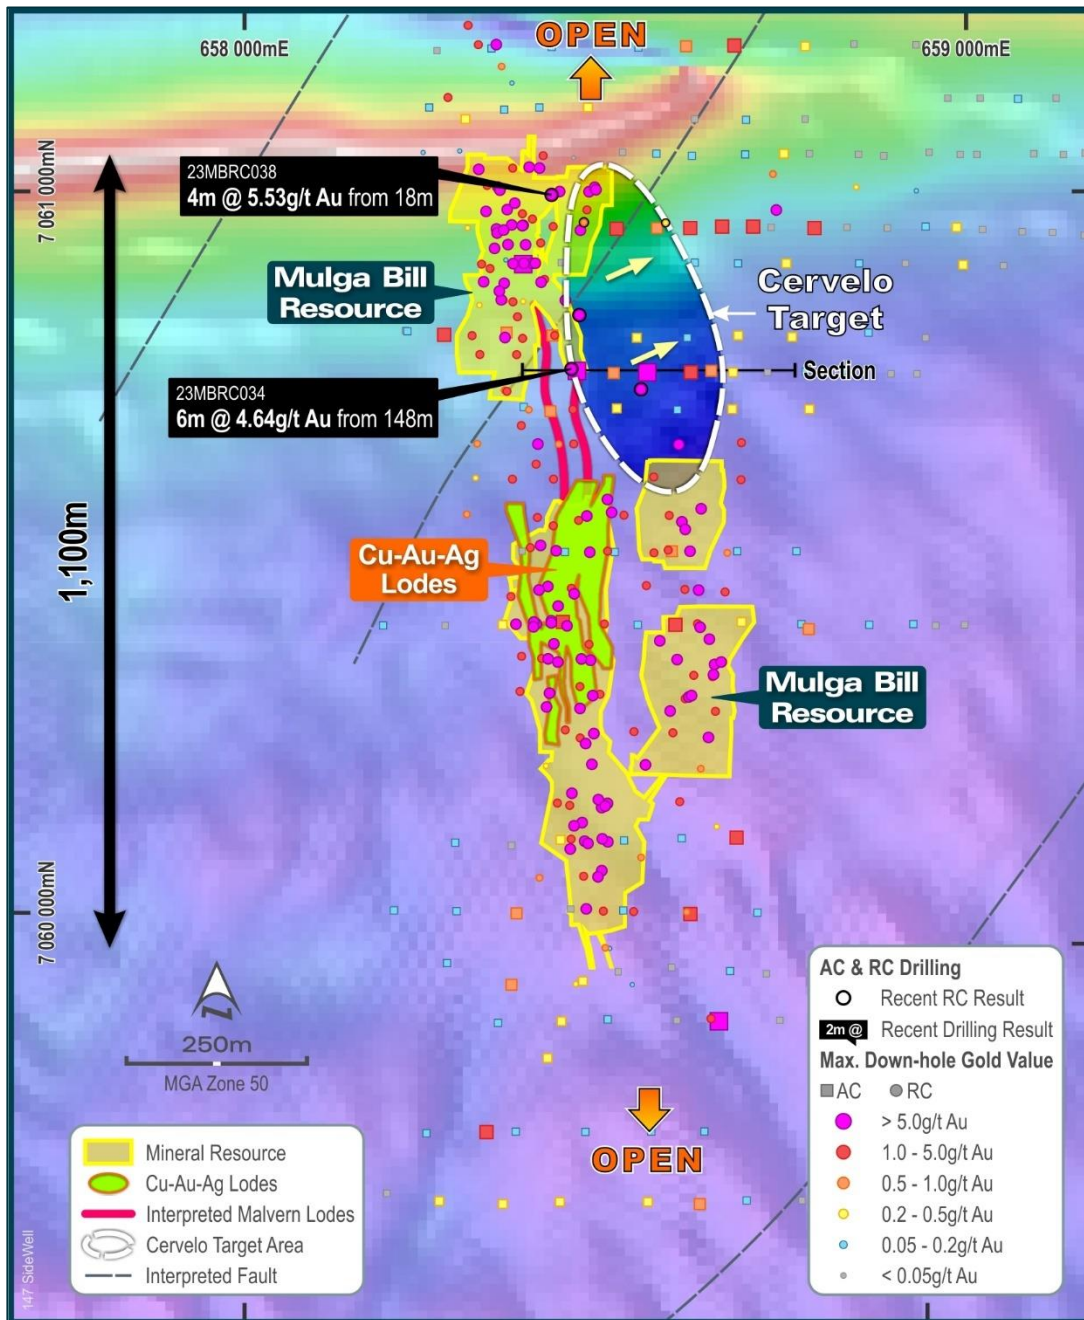 658 000mE
OPEN
659 000mE
7 061 000mN
23MBRC038
4m @ 5.53g/t Au from 18m
Mulga Bill
Resource
Cervelo
Target
Section
23MBRC034
6m @ 4.64g/t Au from 148m
1,100m
Cu-Au-Ag
Lodes
Mulga Bill
Resource
7 060 000mN
N
250m
MGA Zone 50
OPEN
Mineral Resource
Cu-Au-Ag Lodes
Interpreted Malvern Lodes
Cervelo Target Area
Interpreted Fault
147 SideWell
AC & RC Drilling
Recent RC Result
2m @ Recent Drilling Result
Max. Down-hole Gold Value
AC RC
> 5.0g/t Au
1.0 - 5.0g/t Au
0.5 - 1.0g/t Au
0.2 - 0.5g/t Au
0.05 - 0.2g/t Au
< 0.05g/t Au